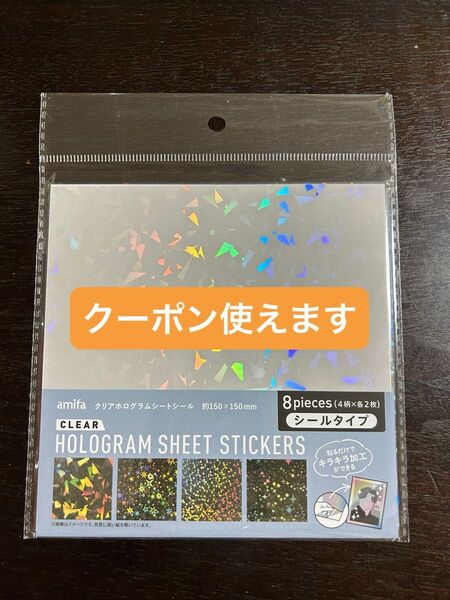 クーポン使えます
amifa クリアホログラムシートシール 約150×150mm
8pieces(4柄×各2枚)
シールタイプ
CLEAR
HOLOGRAM SHEET STICKERS
貼るだけで
キラキラ加工
ができる
※画像はイメージです。背景に黒い紙を敷いています。